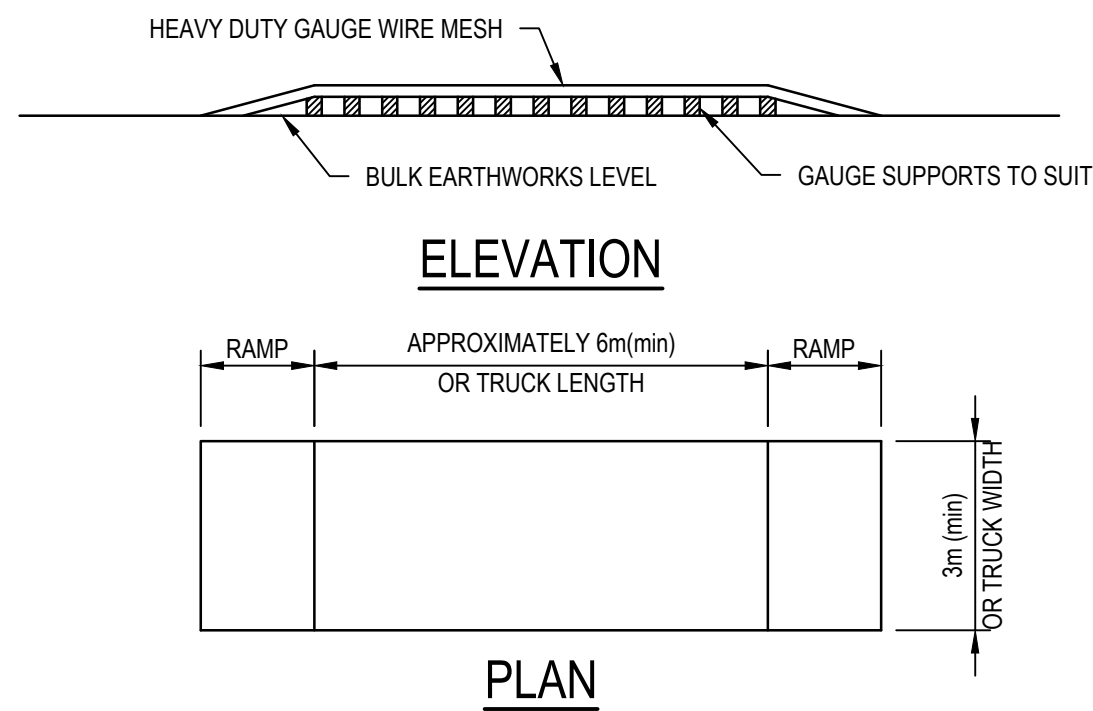 HEAVY DUTY GAUGE WIRE MESH
BULK EARTHWORKS LEVEL
GAUGE SUPPORTS TO SUIT
ELEVATION
RAMP
APPROXIMATELY 6m(min)
OR TRUCK LENGTH
RAMP
3m (min)
OR TRUCK WIDTH
PLAN